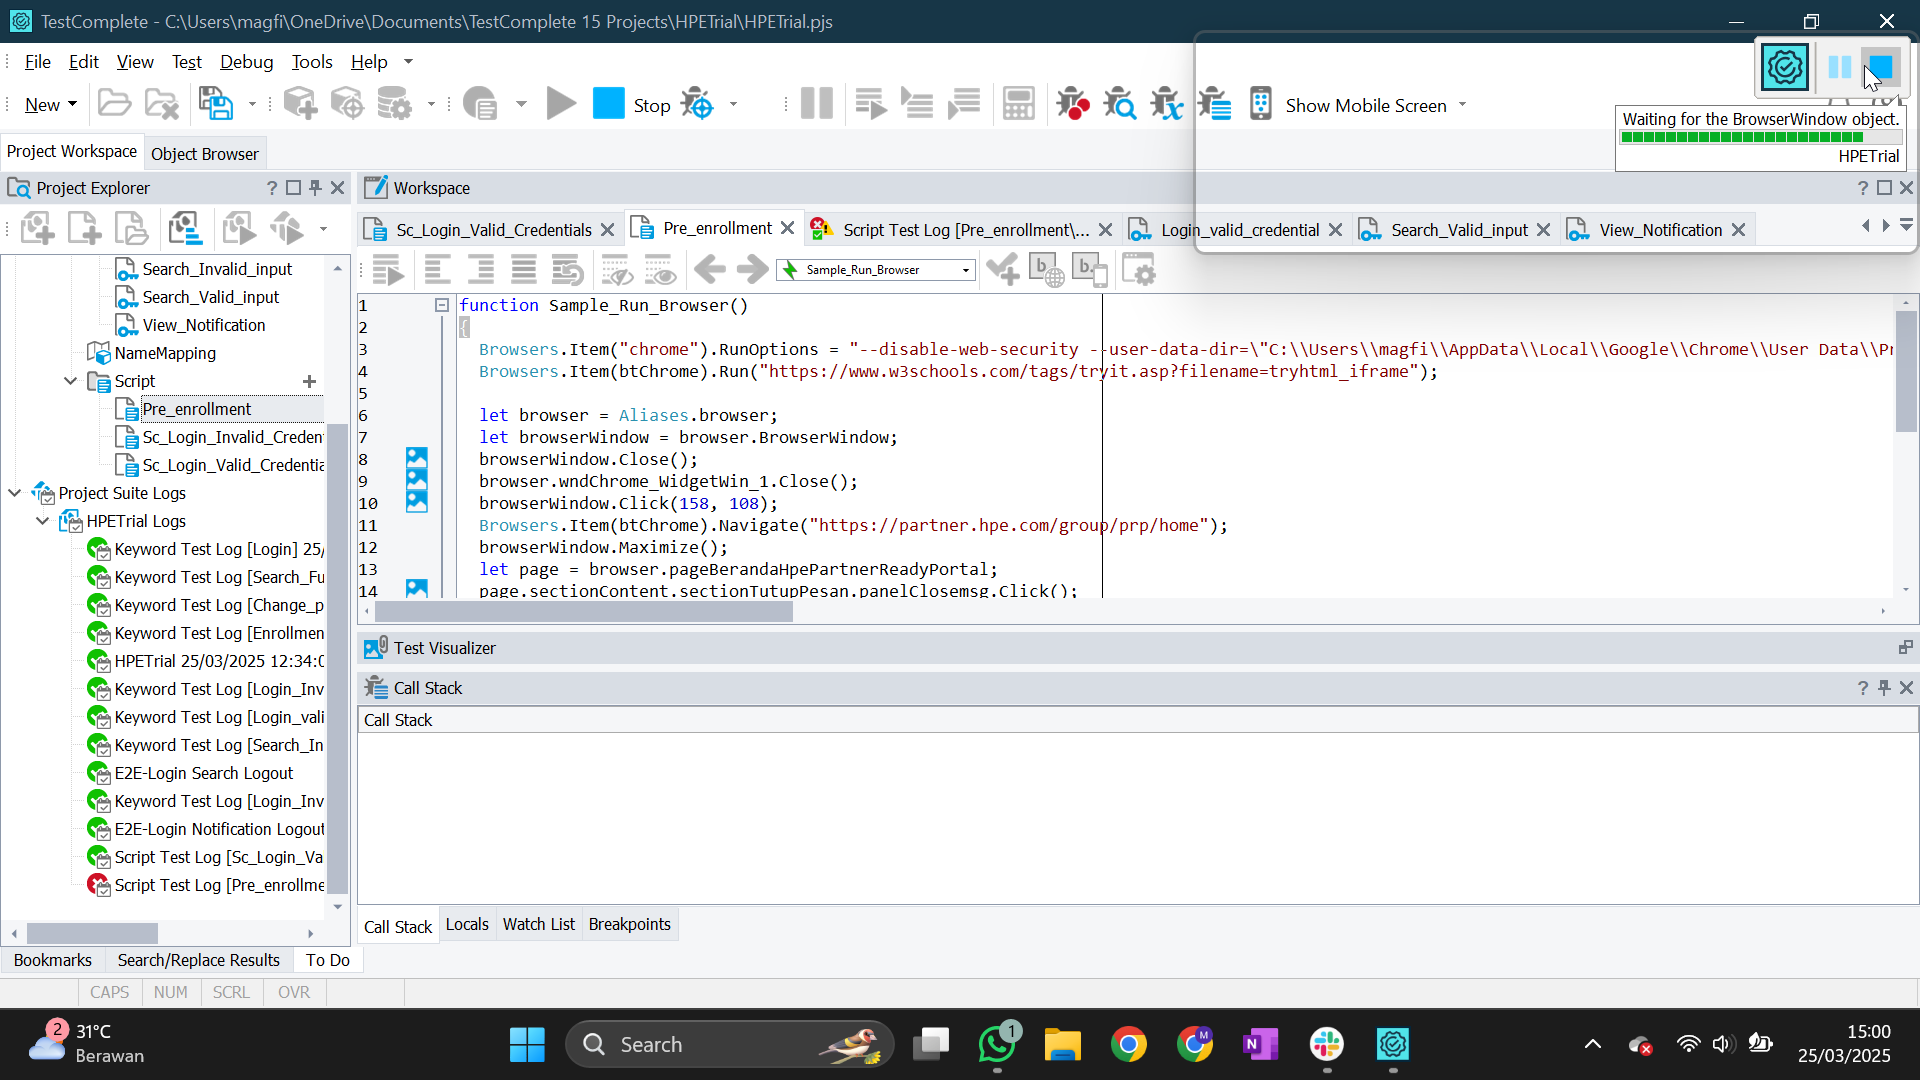 TestComplete - C:\Users\magfi\OneDrive\Documents\TestComplete 15 Projects\HPETrial\HPETrial.pjs
File Edit View Test Debug Tools Help
New Stop Show Mobile Screen
Waiting for the BrowserWindow object.
HPETrial
Project Workspace Object Browser
Project Explorer
Workspace
Sc_Login_Valid_Credentials Pre_enrollment Script Test Log [Pre_enrollment\... Login_valid_credential Search_Valid_input View_Notification
Sample_Run_Browser
Search_Invalid_input
Search_Valid_input
View_Notification
NameMapping
Script
Pre_enrollment
Sc_Login_Invalid_Creden
Sc_Login_Valid_Credentia
Project Suite Logs
HPETrial Logs
Keyword Test Log [Login] 25/
Keyword Test Log [Search_Fu
Keyword Test Log [Change_p
Keyword Test Log [Enrollmen
HPETrial 25/03/2025 12:34:0
Keyword Test Log [Login_Inv
Keyword Test Log [Login_vali
Keyword Test Log [Search_In
E2E-Login Search Logout
Keyword Test Log [Login_Inv
E2E-Login Notification Logout
Script Test Log [Sc_Login_Va
Script Test Log [Pre_enrollme
1 function Sample_Run_Browser()
2 {
3 Browsers.Item("chrome").RunOptions = "--disable-web-security --user-data-dir=\"C:\\Users\\magfi\\AppData\\Local\\Google\\Chrome\\User Data\\Pr
4 Browsers.Item(btChrome).Run("https://www.w3schools.com/tags/tryit.asp?filename=tryhtml_iframe");
5
6 let browser = Aliases.browser;
7 let browserWindow = browser.BrowserWindow;
8 browserWindow.Close();
9 browser.wndChrome_WidgetWin_1.Close();
10 browserWindow.Click(158, 108);
11 Browsers.Item(btChrome).Navigate("https://partner.hpe.com/group/prp/home");
12 browserWindow.Maximize();
13 let page = browser.pageBerandaHpePartnerReadyPortal;
14 page.sectionContent.sectionTutupPesan.panelClosemsg.Click();
Test Visualizer
Call Stack
Call Stack
Call Stack Locals Watch List Breakpoints
Bookmarks Search/Replace Results To Do
CAPS NUM SCRL OVR
2
31°C
Berawan
Search
1
M
N
15:00
25/03/2025